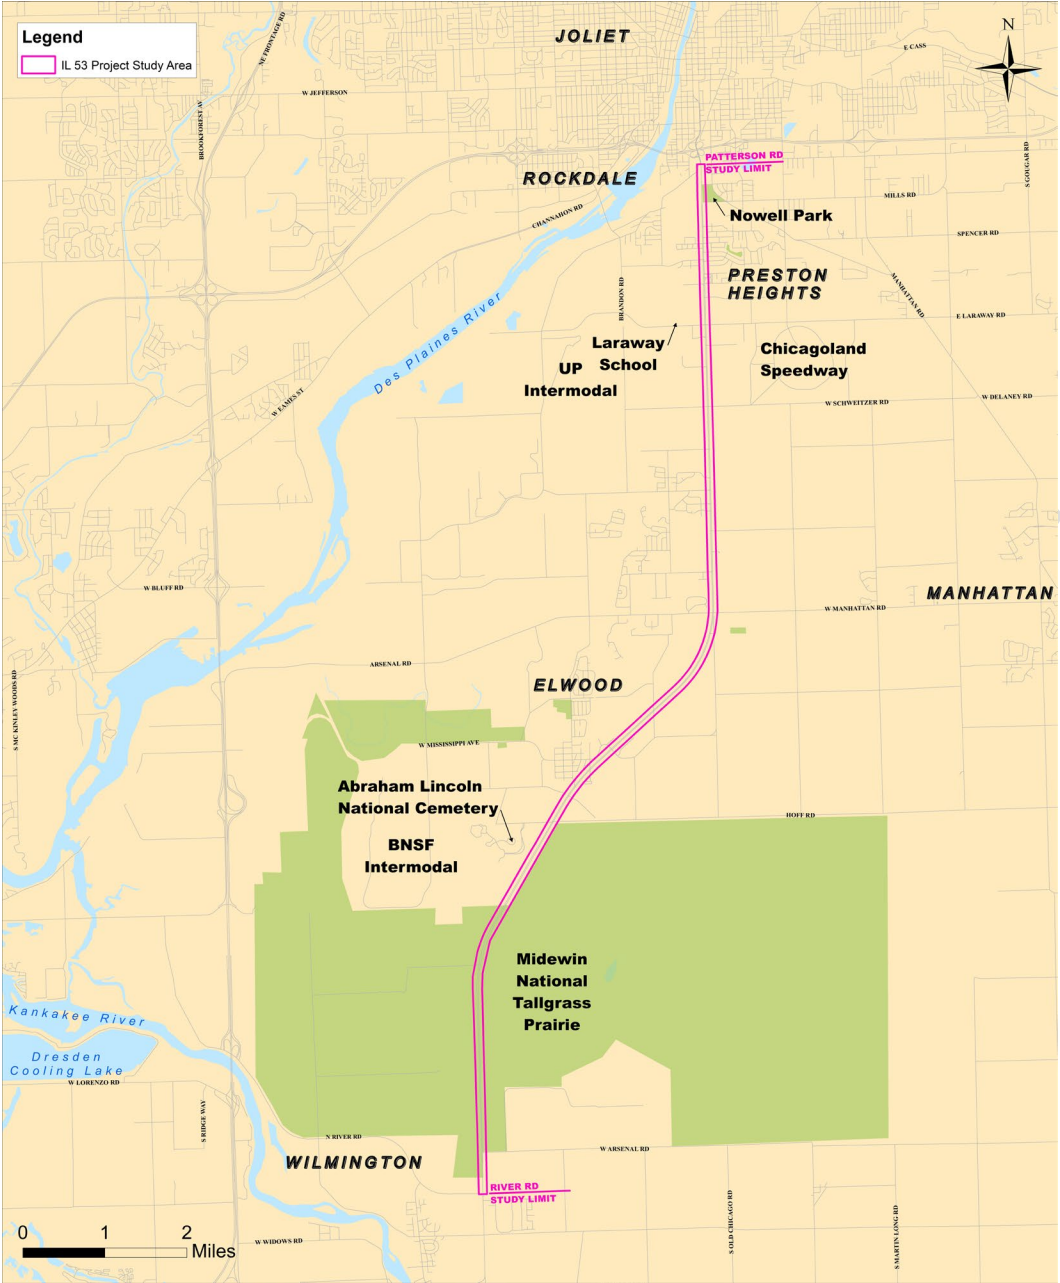 Legend
IL 53 Project Study Area
JOLIET
N
NE FRONTAGE RD
E CASS
W JEFFERSON
BROOKFOREST AV
PATTERSON RD
STUDY LIMIT
S GOUGAR RD
ROCKDALE
MILLS RD
CHANNAHON RD
Nowell Park
SPENCER RD
PRESTON
HEIGHTS
BRANDON RD
MANHATTAN RD
E LARAWAY RD
Des Plaines River
Laraway
School
UP
Intermodal
Chicagoland
Speedway
W EAMES ST
W SCHWEITZER RD
W DELANEY RD
W BLUFF RD
MANHATTAN
W MANHATTAN RD
ARSENAL RD
S MC KINLEY WOODS RD
ELWOOD
W MISSISSIPPI AVE
Abraham Lincoln
National Cemetery
HOFF RD
BNSF
Intermodal
Midewin
National
Tallgrass
Prairie
Kankakee River
Dresden
Cooling Lake
W LORENZO RD
S RIDGE WAY
N RIVER RD
W ARSENAL RD
WILMINGTON
RIVER RD
STUDY LIMIT
S OLD CHICAGO RD
S MARTIN LONG RD
W WIDOWS RD
0 1 2
Miles